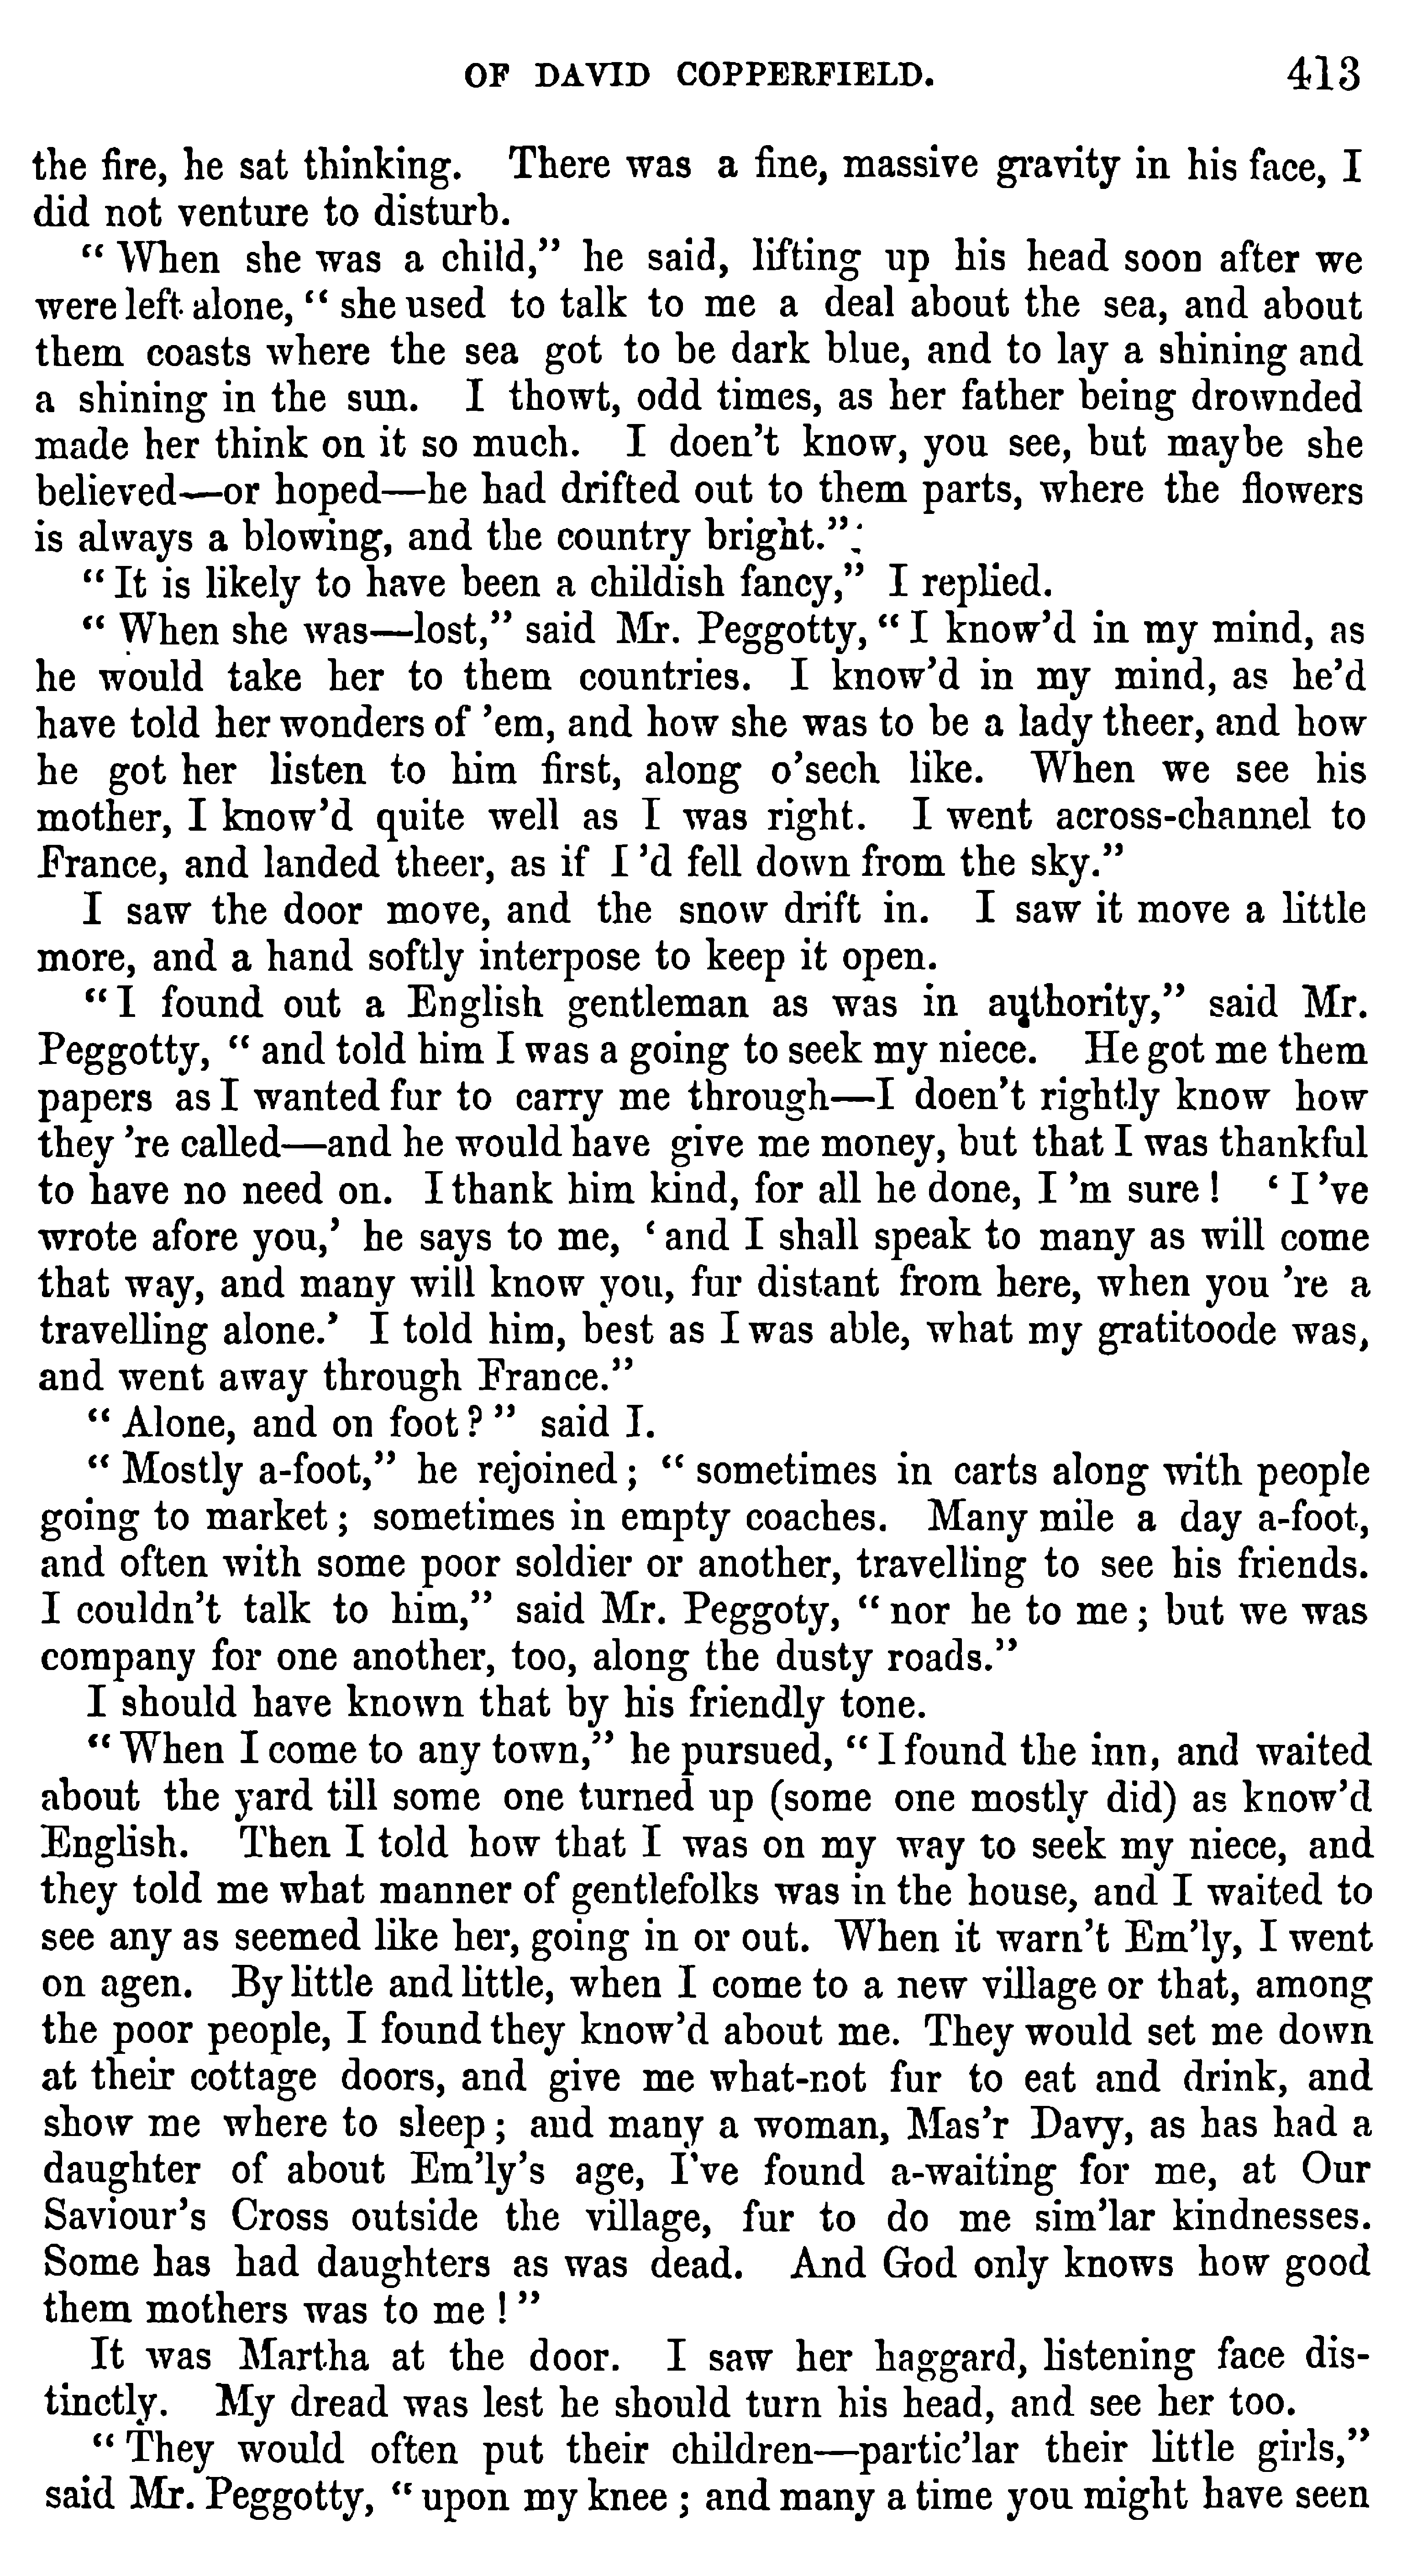 OF DAVID COPPERFIELD. 413
the fire, he sat thinking. There was a fine, massive gravity in his face, I
did not venture to disturb.
“When she was a child,” he said, lifting up his head soon after we
were left alone, “she used to talk to me a deal about the sea, and about
them coasts where the sea got to be dark blue, and to lay a shining and
a shining in the sun. I thowt, odd times, as her father being drownded
made her think on it so much. I doen’t know, you see, but maybe she
believed—or hoped—he had drifted out to them parts, where the flowers
is always a blowing, and the country bright.”
“It is likely to have been a childish fancy,” I replied.
“When she was—lost,” said Mr. Peggotty, “I know’d in my mind, as
he would take her to them countries. I know’d in my mind, as he’d
have told her wonders of ’em, and how she was to be a lady theer, and how
he got her listen to him first, along o’sech like. When we see his
mother, I know’d quite well as I was right. I went across-channel to
France, and landed theer, as if I ’d fell down from the sky.”
I saw the door move, and the snow drift in. I saw it move a little
more, and a hand softly interpose to keep it open.
“I found out a English gentleman as was in authority,” said Mr.
Peggotty, “and told him I was a going to seek my niece. He got me them
papers as I wanted fur to carry me through—I doen’t rightly know how
they ’re called—and he would have give me money, but that I was thankful
to have no need on. I thank him kind, for all he done, I ’m sure! ‘I ’ve
wrote afore you,’ he says to me, ‘and I shall speak to many as will come
that way, and many will know you, fur distant from here, when you ’re a
travelling alone.’ I told him, best as I was able, what my gratitoode was,
and went away through France.”
“Alone, and on foot?” said I.
“Mostly a-foot,” he rejoined; “sometimes in carts along with people
going to market; sometimes in empty coaches. Many mile a day a-foot,
and often with some poor soldier or another, travelling to see his friends.
I couldn’t talk to him,” said Mr. Peggoty, “nor he to me; but we was
company for one another, too, along the dusty roads.”
I should have known that by his friendly tone.
“When I come to any town,” he pursued, “I found the inn, and waited
about the yard till some one turned up (some one mostly did) as know’d
English. Then I told how that I was on my way to seek my niece, and
they told me what manner of gentlefolks was in the house, and I waited to
see any as seemed like her, going in or out. When it warn’t Em’ly, I went
on agen. By little and little, when I come to a new village or that, among
the poor people, I found they know’d about me. They would set me down
at their cottage doors, and give me what-not fur to eat and drink, and
show me where to sleep; and many a woman, Mas’r Davy, as has had a
daughter of about Em’ly’s age, I’ve found a-waiting for me, at Our
Saviour’s Cross outside the village, fur to do me sim’lar kindnesses.
Some has had daughters as was dead. And God only knows how good
them mothers was to me!”
It was Martha at the door. I saw her haggard, listening face dis-
tinctly. My dread was lest he should turn his head, and see her too.
“They would often put their children—partic’lar their little girls,”
said Mr. Peggotty, “upon my knee; and many a time you might have seen